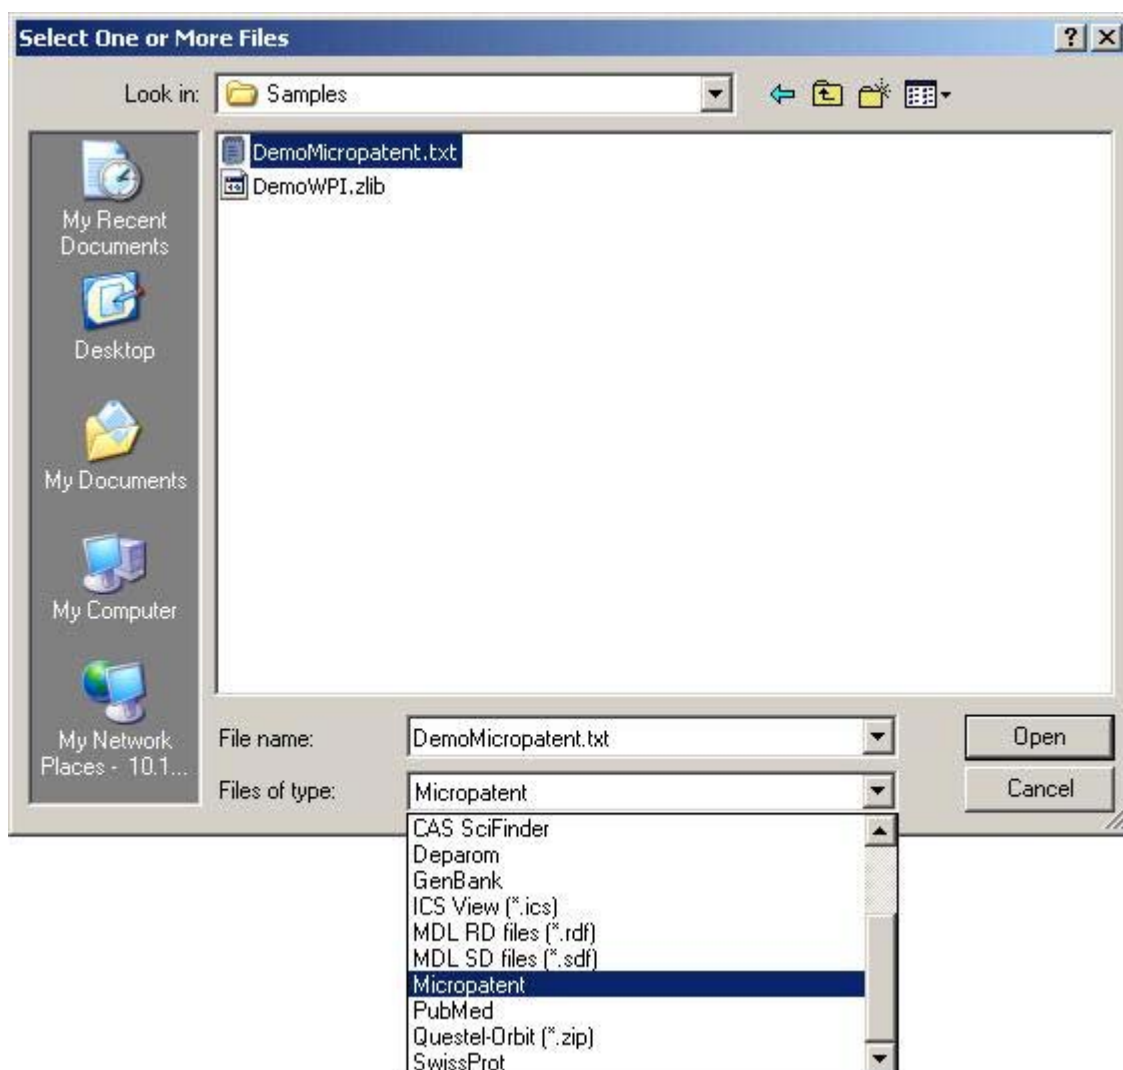 Select One or More Files
Look in: Samples
DemoMicropatent.txt
DemoWPI.zlib
My Recent
Documents
Desktop
My Documents
My Computer
My Network
Places - 10.1...
File name: DemoMicropatent.txt Open
Files of type: Micropatent Cancel
CAS SciFinder
Deparom
GenBank
ICS View (*.ics)
MDL RD files (*.rdf)
MDL SD files (*.sdf)
Micropatent
PubMed
Questel-Orbit (*.zip)
SwissProt